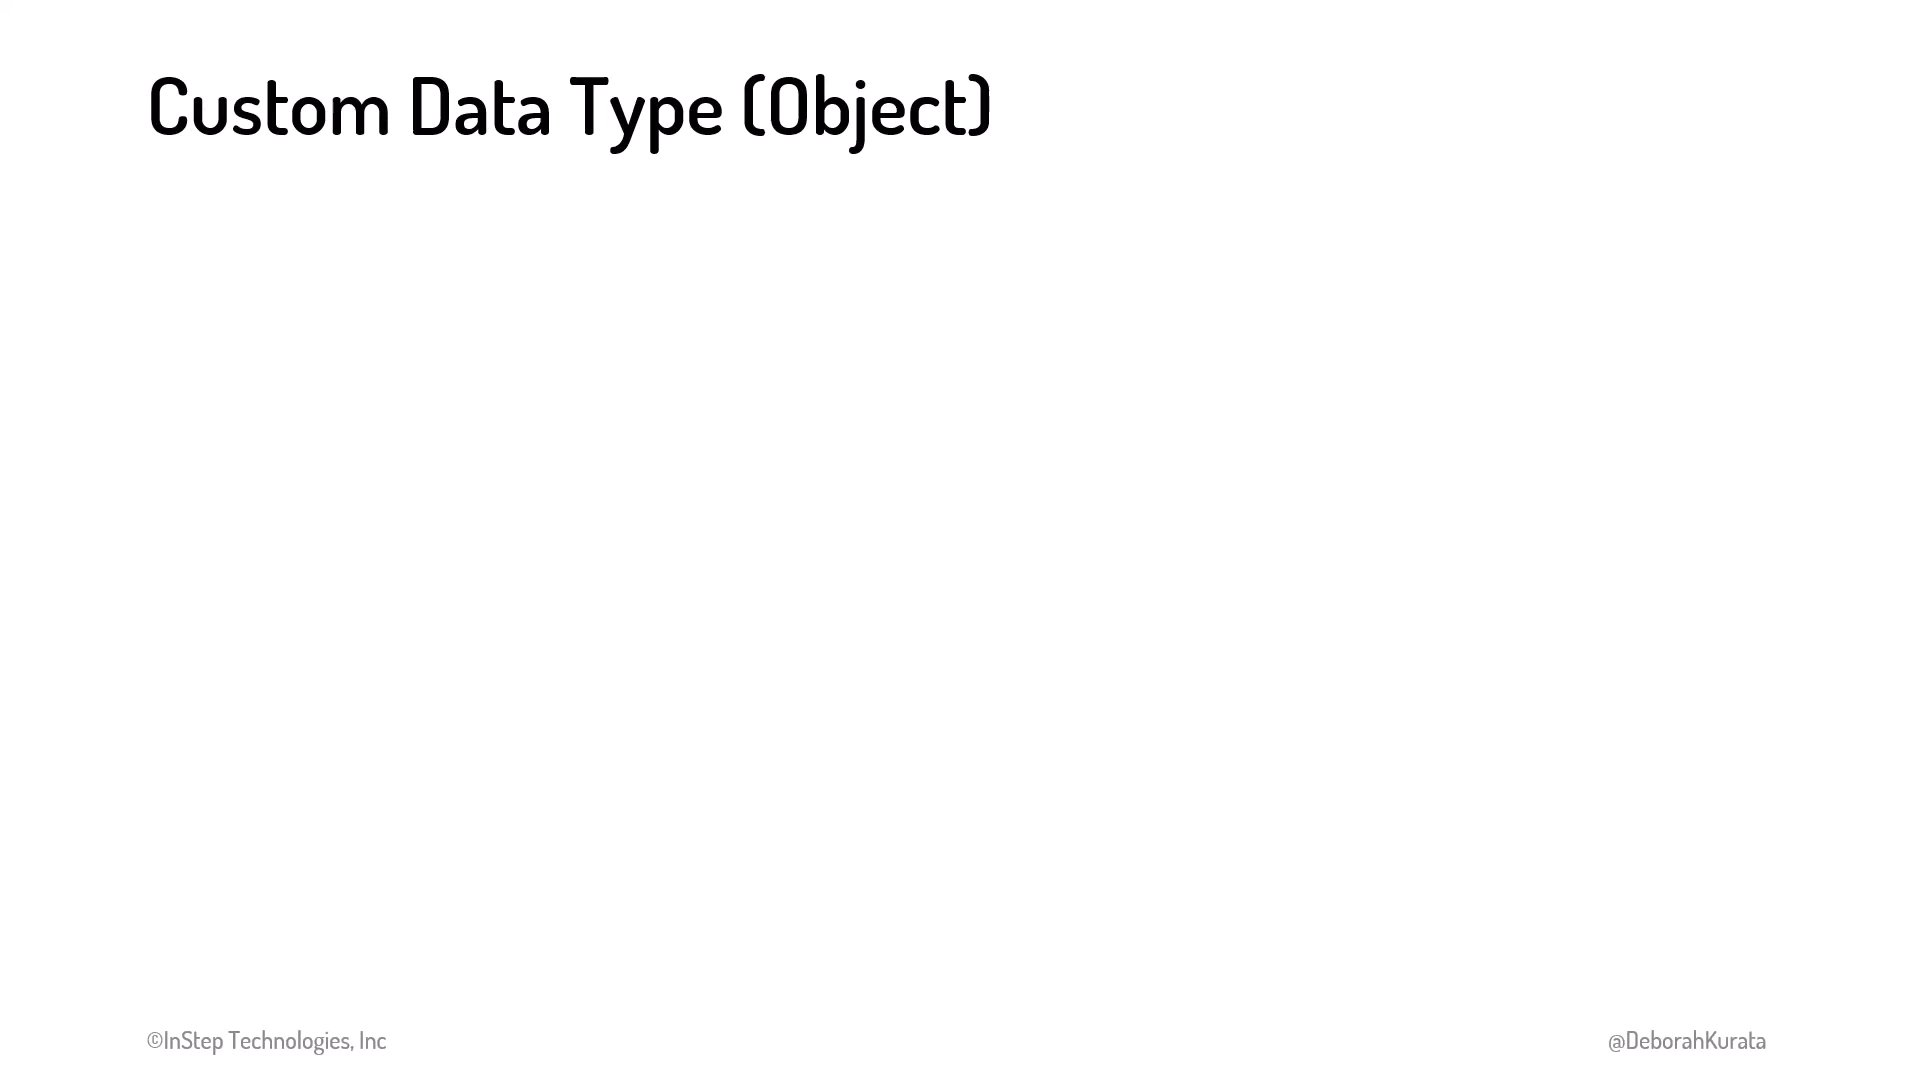 Custom Data Type (Object)
©InStep Technologies, Inc
@DeborahKurata